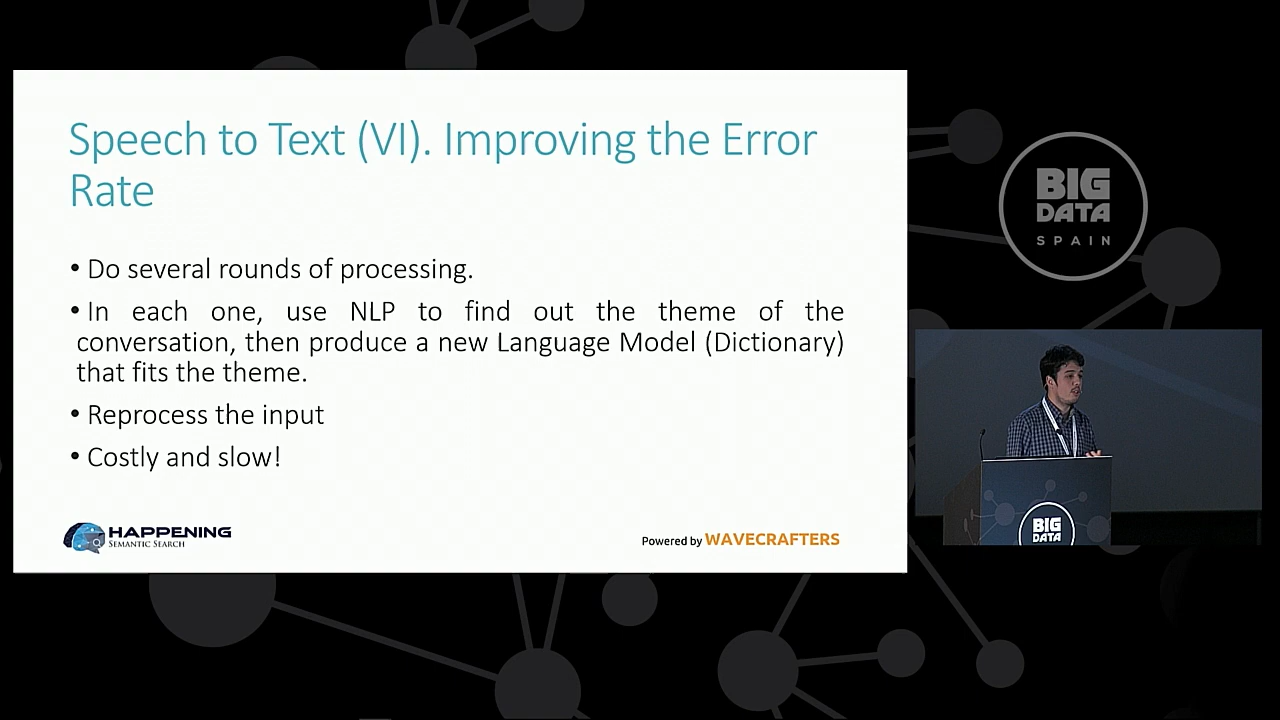 Speech to Text (VI). Improving the Error
Rate
• Do several rounds of processing.
• In each one, use NLP to find out the theme of the
conversation, then produce a new Language Model (Dictionary)
that fits the theme.
• Reprocess the input
• Costly and slow!
HAPPENING
SEMANTIC SEARCH
Powered by WAVECRAFTERS
BIG
DATA
SPAIN
BIG
DATA